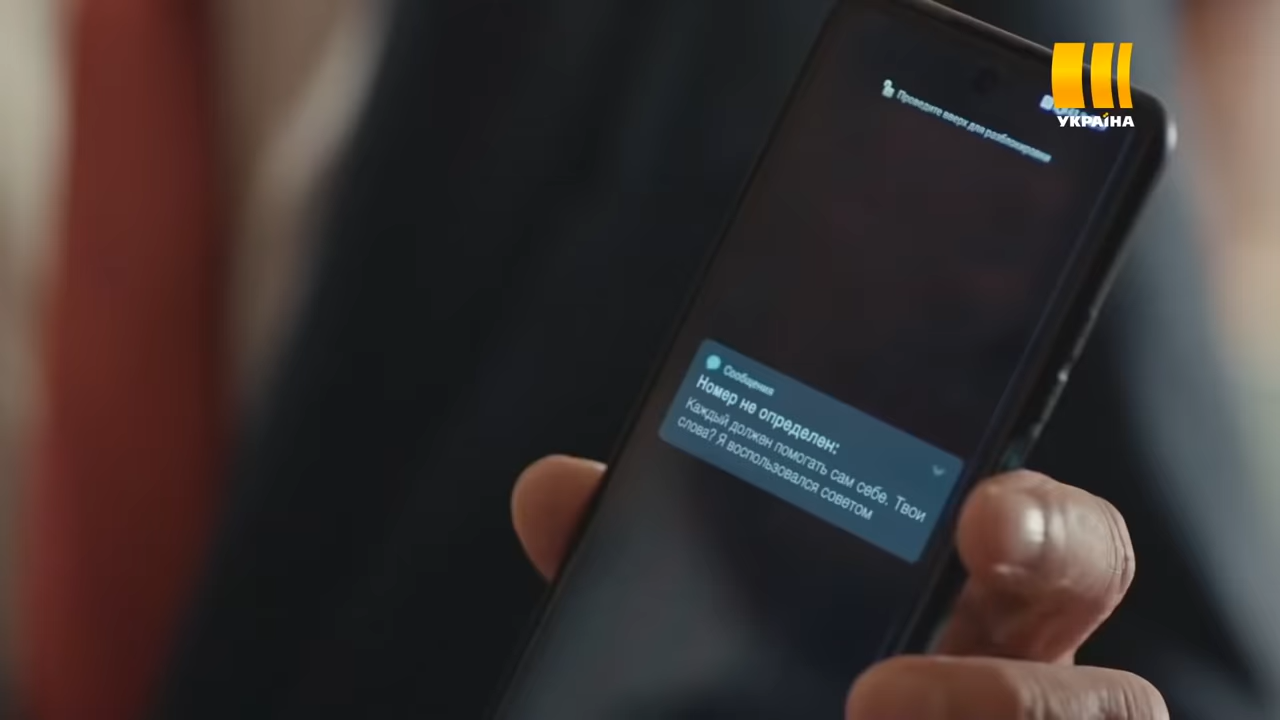 Проведите вверх для разблокировки
УКРАЇНА
Сообщения
Номер не определен:
Каждый должен помогать сам себе. Твои
слова? Я воспользовался советом